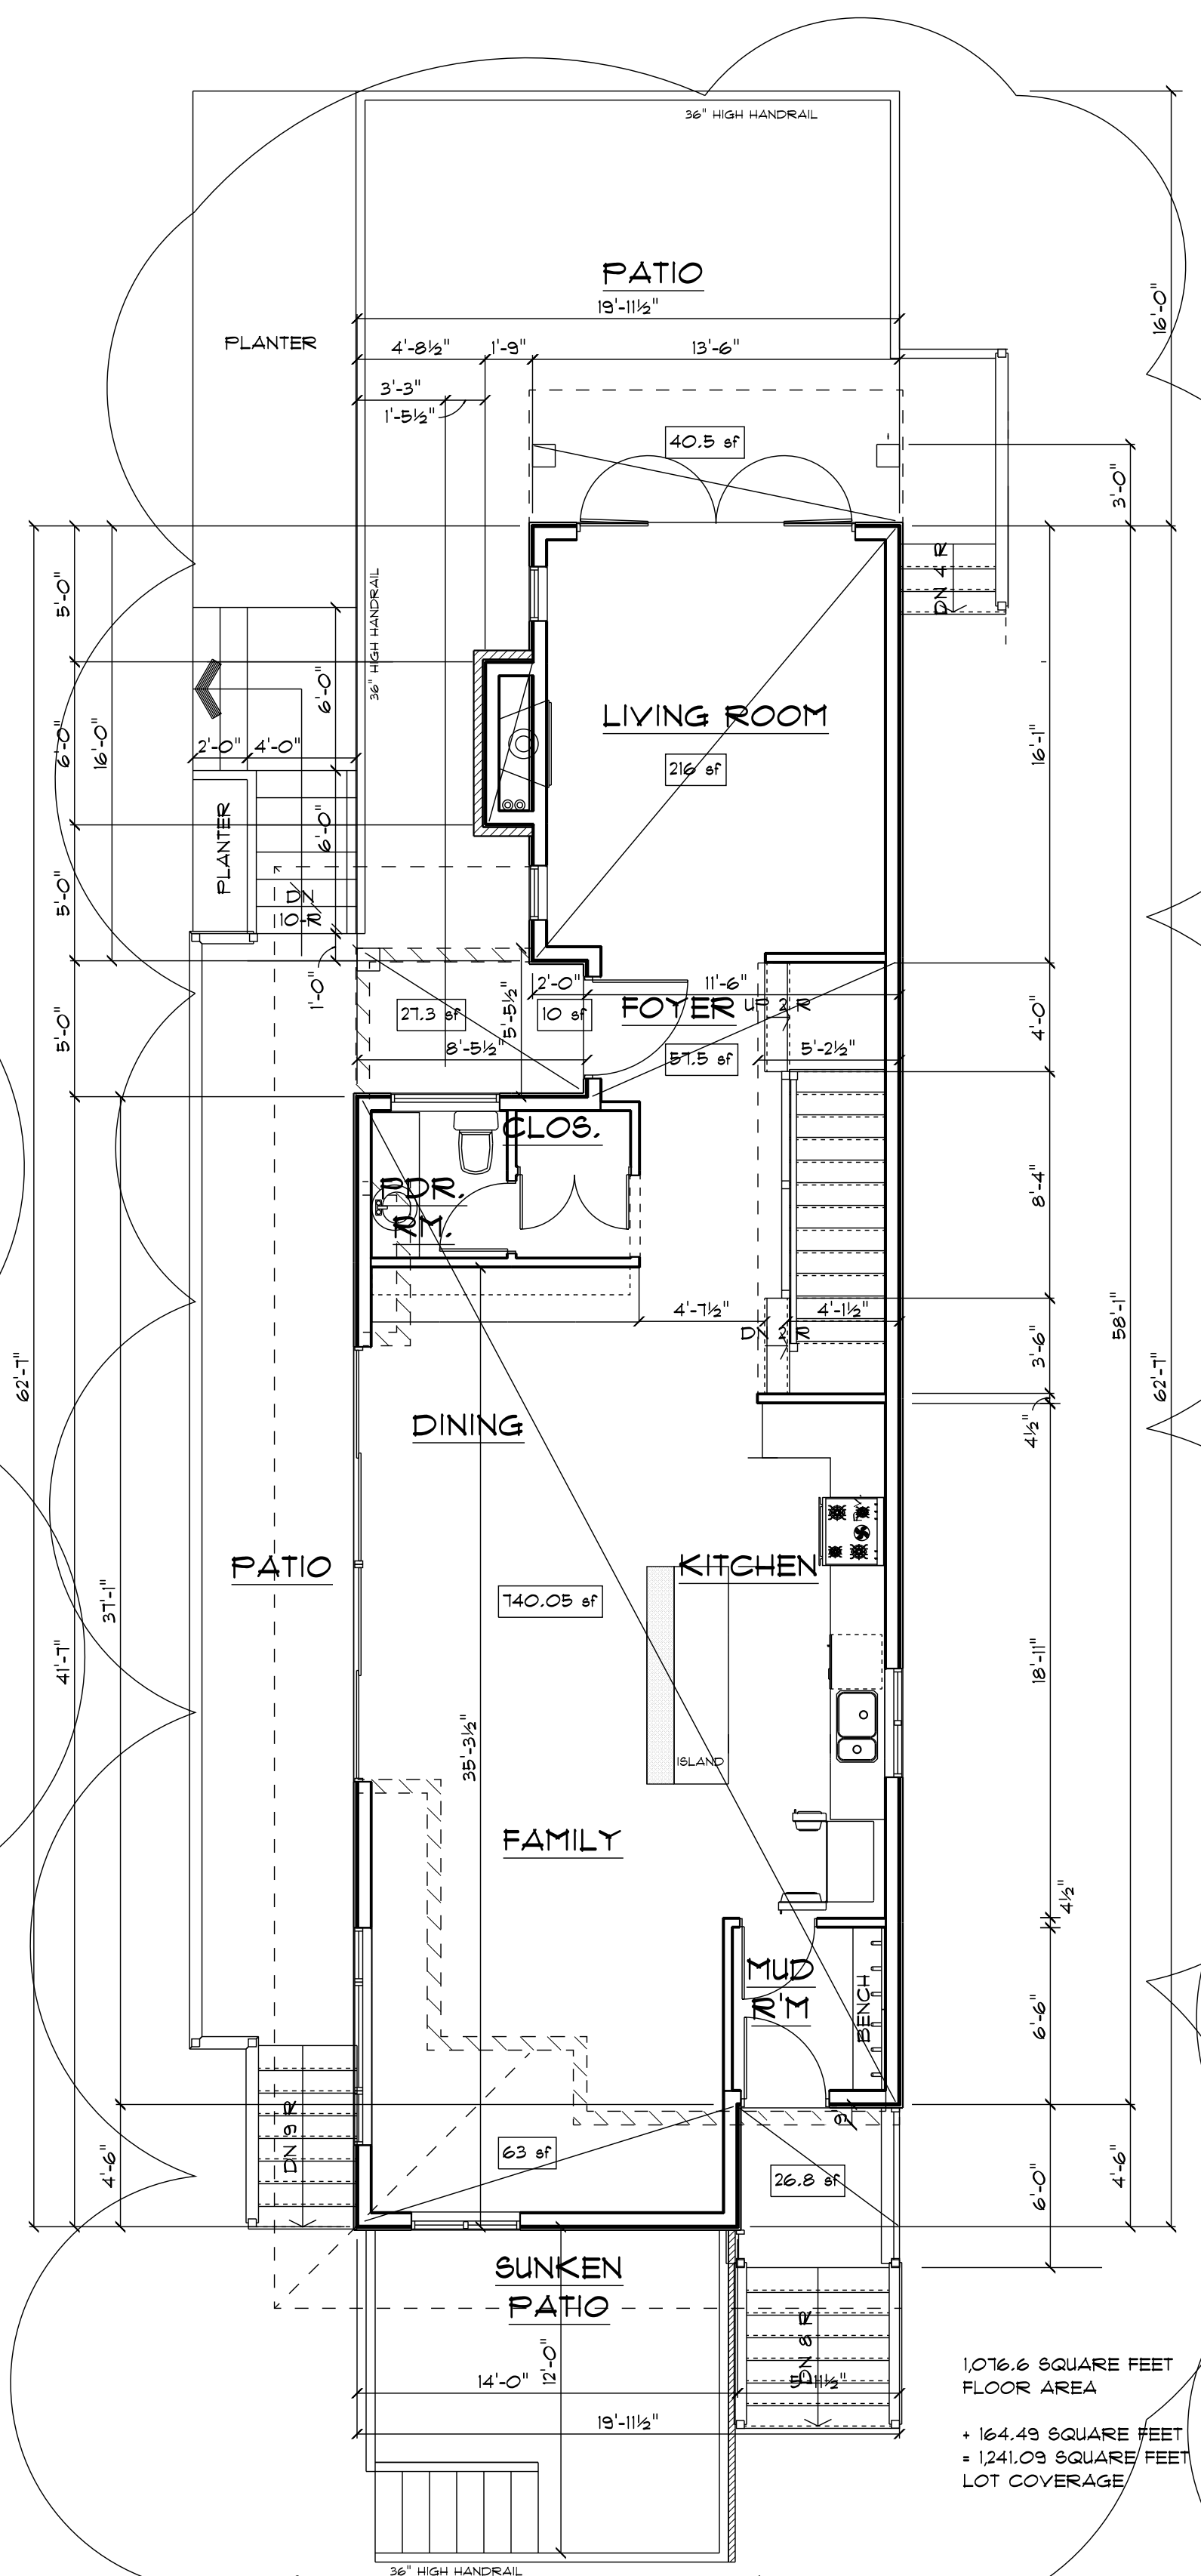 36" HIGH HANDRAIL
PATIO
19'-11½"
16'-0"
PLANTER
4'-8½"
1'-9"
13'-6"
3'-3"
1'-5½"
40.5 sf
3'-0"
DN 4 R
5'-0"
36" HIGH HANDRAIL
6'-0"
16'-0"
6'-0"
2'-0"
4'-0"
LIVING ROOM
216 sf
16'-1"
PLANTER
6'-0"
DN
10-R
5'-0"
1'-0"
2'-0"
11'-6"
27.3 sf
5'-5½"
10 sf
FOYER
UP 2 R
4'-0"
5'-0"
8'-5½"
57.5 sf
5'-2½"
CLOS.
PDR.
RM.
8'-4"
4'-7½"
4'-1½"
DN 2 R
3'-6"
58'-1"
62'-7"
62'-7"
4½"
DINING
PATIO
KITCHEN
740.05 sf
37'-1"
41'-7"
35'-3½"
18'-11"
ISLAND
FAMILY
4½"
MUD
R'M
BENCH
6'-6"
9"
DN 9 R
4'-6"
63 sf
26.8 sf
6'-0"
4'-6"
SUNKEN
PATIO
12'-0"
DN 8 R
14'-0"
5'-11½"
19'-11½"
1,076.6 SQUARE FEET
FLOOR AREA
+ 164.49 SQUARE FEET
= 1,241.09 SQUARE FEET
LOT COVERAGE
36" HIGH HANDRAIL